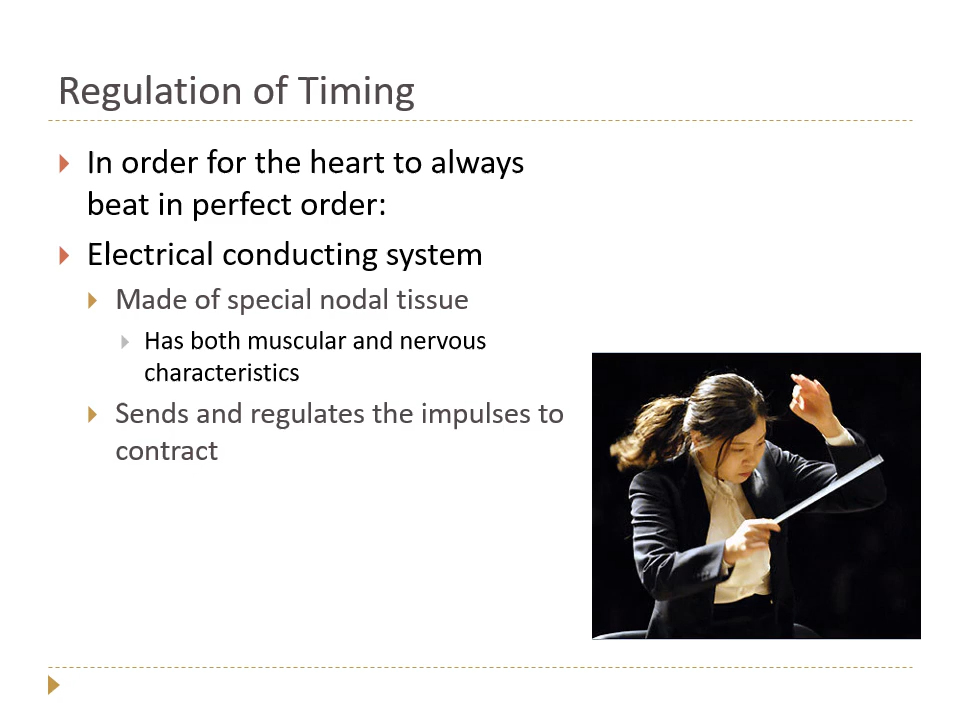 Regulation of Timing
In order for the heart to always
beat in perfect order:
Electrical conducting system
Made of special nodal tissue
Has both muscular and nervous
characteristics
Sends and regulates the impulses to
contract